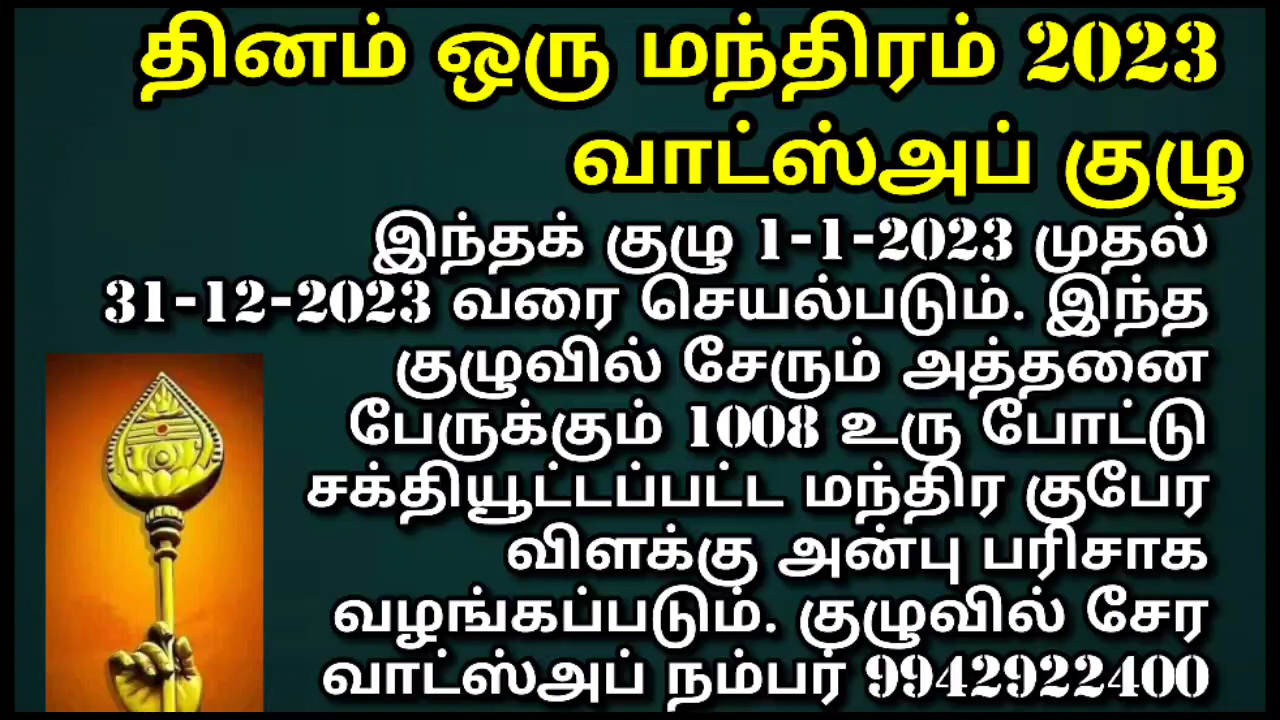 தினம் ஒரு மந்திரம் 2023
வாட்ஸ்அப் குழு
இந்தக் குழு 1-1-2023 முதல்
31-12-2023 வரை செயல்படும். இந்த
குழுவில் சேரும் அத்தனை
பேருக்கும் 1008 உரு போட்டு
சக்தியூட்டப்பட்ட மந்திர குபேர
விளக்கு அன்பு பரிசாக
வழங்கப்படும். குழுவில் சேர
வாட்ஸ்அப் நம்பர் 9942922400